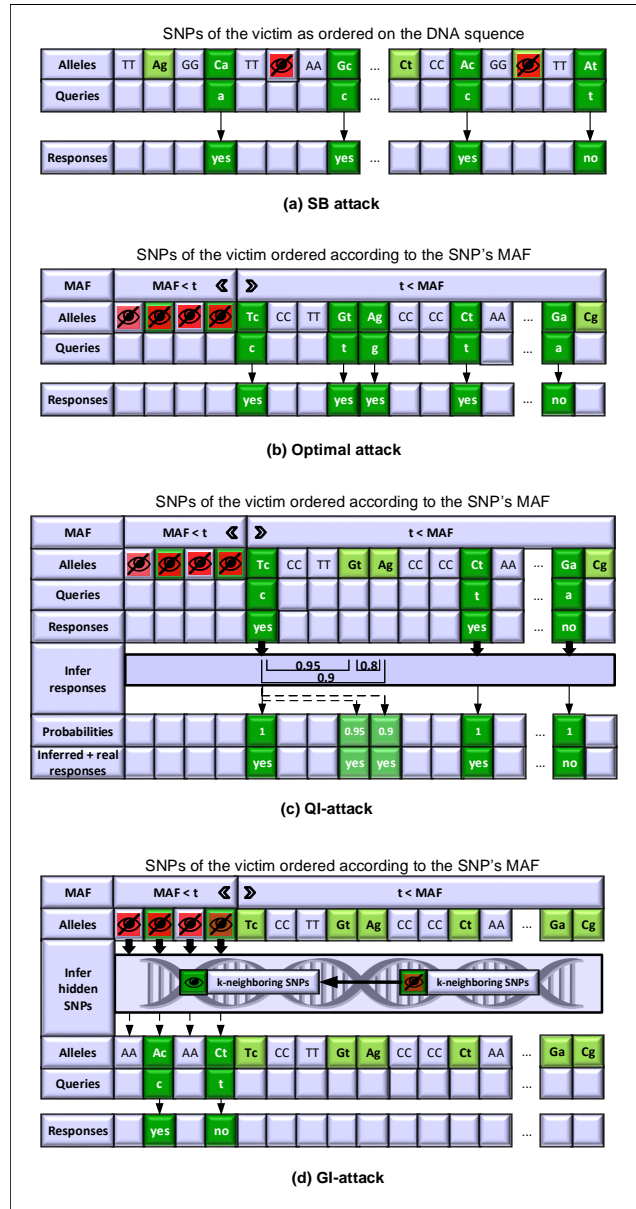 SNPs of the victim as ordered on the DNA squence
Alleles TT Ag GG Ca TT AA Gc ... Ct CC Ac GG TT At
Queries a c ... c t
Responses yes yes ... yes no
(a) SB attack
SNPs of the victim ordered according to the SNP's MAF
MAF MAF < t « » t < MAF
Alleles Tc CC TT Gt Ag CC CC Ct AA ... Ga Cg
Queries c t g t ... a
Responses yes yes yes yes ... no
(b) Optimal attack
SNPs of the victim ordered according to the SNP's MAF
MAF MAF < t « » t < MAF
Alleles Tc CC TT Gt Ag CC CC Ct AA ... Ga Cg
Queries c t ... a
Responses yes yes ... no
Infer
responses
0.95 0.8
0.9
Probabilities 1 0.95 0.9 1 ... 1
Inferred + real
responses
yes yes yes yes ... no
(c) QI-attack
SNPs of the victim ordered according to the SNP's MAF
MAF MAF < t « » t < MAF
Alleles Tc CC TT Gt Ag CC CC Ct AA ... Ga Cg
Infer
hidden
SNPs
k-neighboring SNPs k-neighboring SNPs
Alleles AA Ac AA Ct Tc CC TT Gt Ag CC CC Ct AA ... Ga Cg
Queries c t
Responses yes no ...
(d) GI-attack